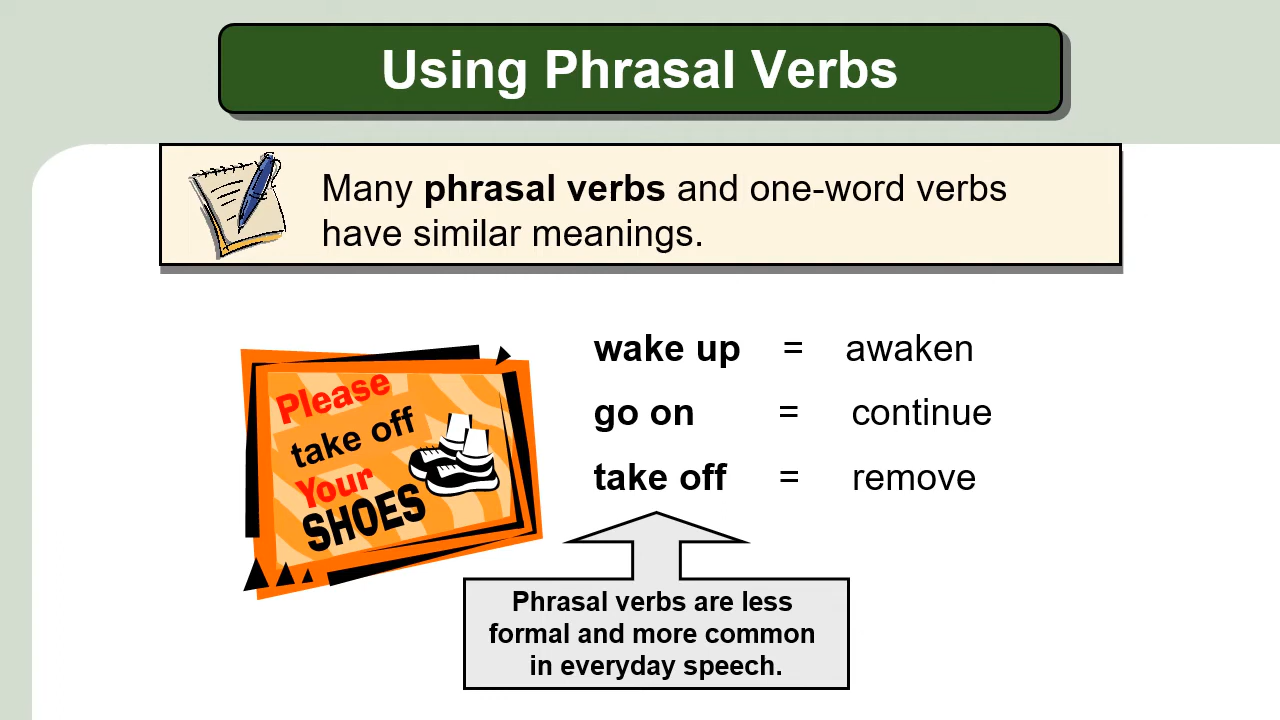 Using Phrasal Verbs
Many phrasal verbs and one-word verbs
have similar meanings.
Please
take off
Your
SHOES
wake up = awaken
go on = continue
take off = remove
Phrasal verbs are less
formal and more common
in everyday speech.